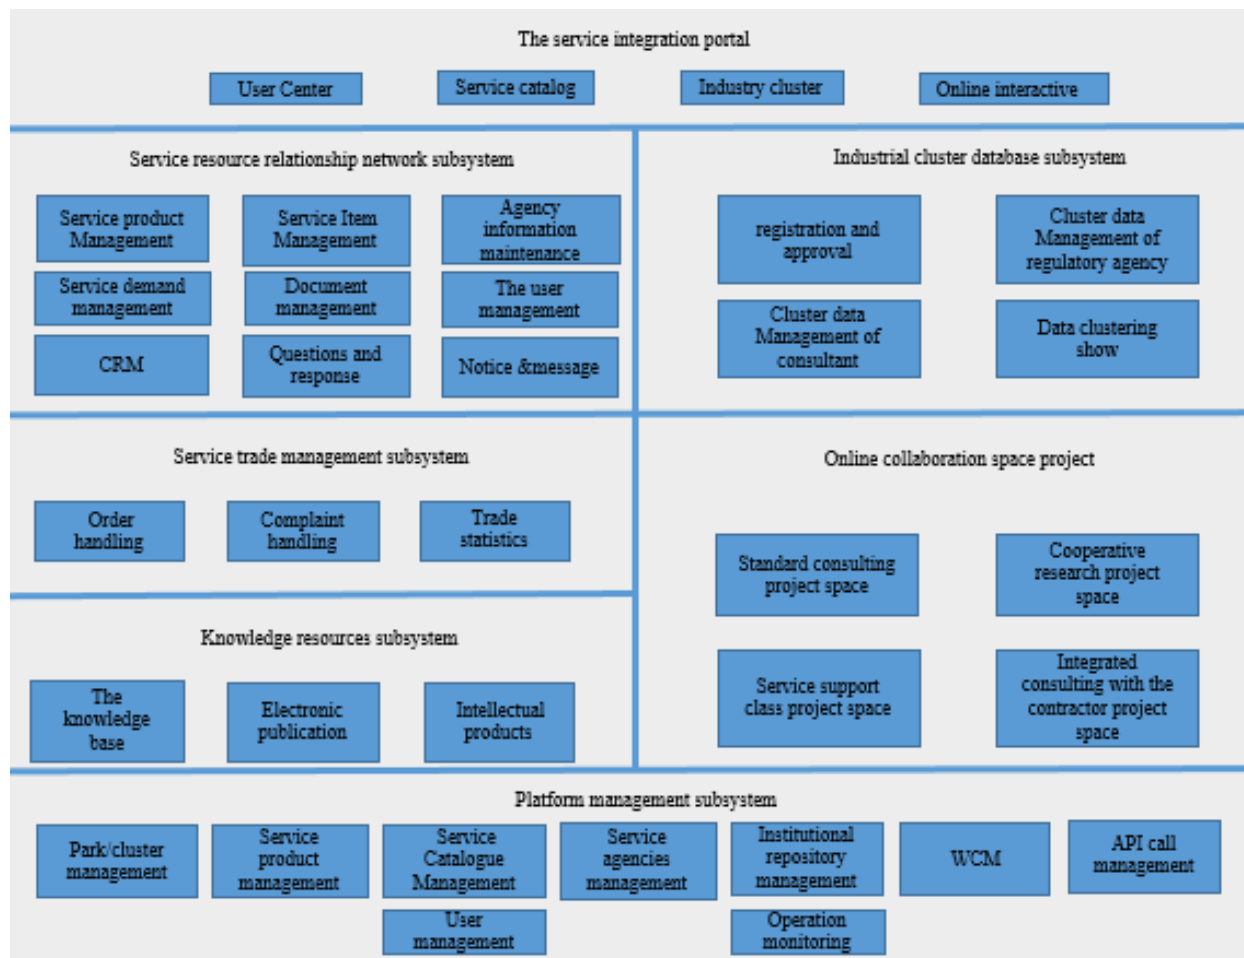 The service integration portal
User Center
Service catalog
Industry cluster
Online interactive
Service resource relationship network subsystem
Service product
Management
Service Item
Management
Agency
information
maintenance
Service demand
management
Document
management
The user
management
CRM
Questions and
response
Notice &message
Industrial cluster database subsystem
registration and
approval
Cluster data
Management of
regulatory agency
Cluster data
Management of
consultant
Data clustering
show
Service trade management subsystem
Order
handling
Complaint
handling
Trade
statistics
Online collaboration space project
Standard consulting
project space
Cooperative
research project
space
Service support
class project space
Integrated
consulting with the
contractor project
space
Knowledge resources subsystem
The
knowledge
base
Electronic
publication
Intellectual
products
Platform management subsystem
Park/cluster
management
Service
product
management
Service
Catalogue
Management
Service
agencies
management
Institutional
repository
management
WCM
API call
management
User
management
Operation
monitoring